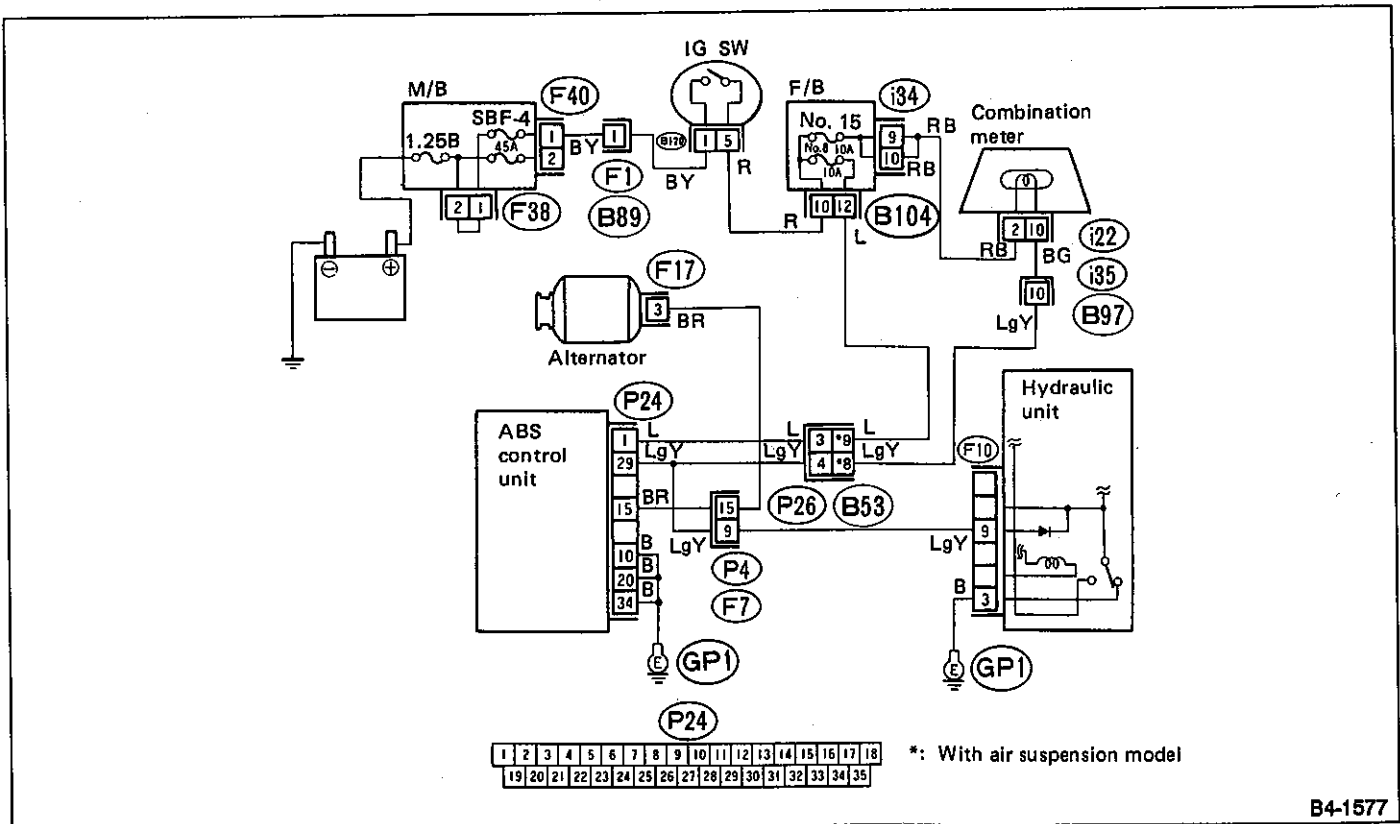 IG SW
M/B
F40
F/B
i34
Combination
meter
SBF-4
1.25B
45A
1
2
BY
1
B120
1 5
No. 15
No.8 10A
10A
9
10
RB
RB
F1
BY
R
2 1
F38
B89
R
10 12
B104
L
2 10
RB
BG
i22
i35
10
B97
LgY
⊖ ⊕
F17
3
BR
Alternator
Hydraulic
unit
P24
ABS
control
unit
1
29
15
10
20
34
L
LgY
BR
B
B
B
L
LgY
3 *9
4 *8
L
LgY
P26 B53
15
9
LgY
P4
F7
F10
9
3
LgY
B
E
GP1
E
GP1
P24
1 2 3 4 5 6 7 8 9 10 11 12 13 14 15 16 17 18
19 20 21 22 23 24 25 26 27 28 29 30 31 32 33 34 35
*: With air suspension model
B4-1577